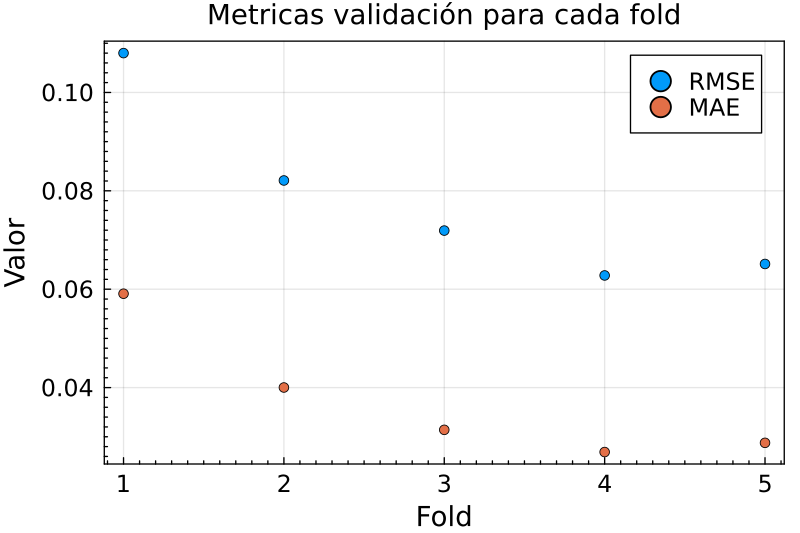 Metricas validación para cada fold
RMSE
MAE
Valor
0.10
0.08
0.06
0.04
1 2 3 4 5
Fold